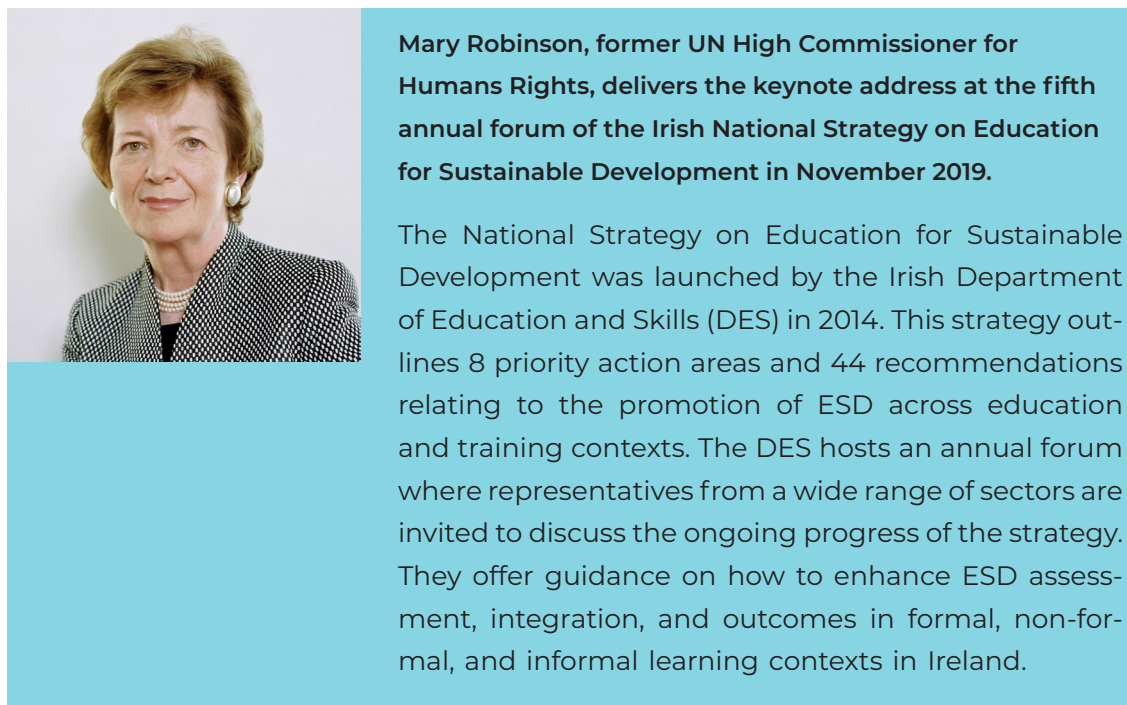 Mary Robinson, former UN High Commissioner for
Humans Rights, delivers the keynote address at the fifth
annual forum of the Irish National Strategy on Education
for Sustainable Development in November 2019.
The National Strategy on Education for Sustainable
Development was launched by the Irish Department
of Education and Skills (DES) in 2014. This strategy out-
lines 8 priority action areas and 44 recommendations
relating to the promotion of ESD across education
and training contexts. The DES hosts an annual forum
where representatives from a wide range of sectors are
invited to discuss the ongoing progress of the strategy.
They offer guidance on how to enhance ESD assess-
ment, integration, and outcomes in formal, non-for-
mal, and informal learning contexts in Ireland.